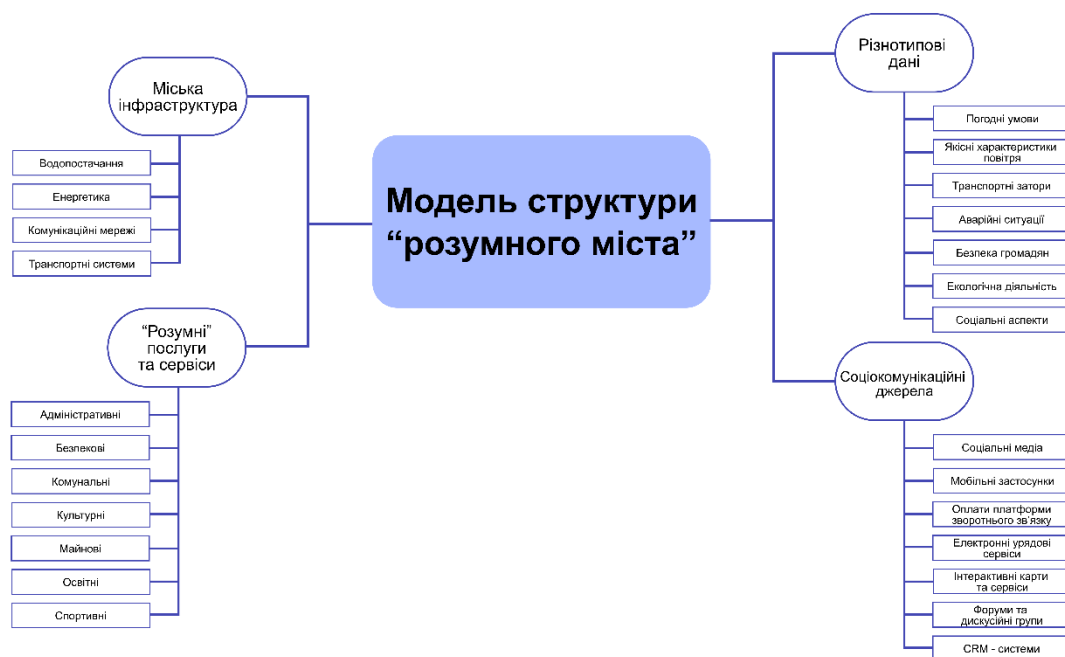 Модель структури
“розумного міста”
Міська
інфраструктура
Водопостачання
Енергетика
Комунікаційні мережі
Транспортні системи
“Розумні”
послуги
та сервіси
Адміністративні
Безпекові
Комунальні
Культурні
Майнові
Освітні
Спортивні
Різнотипові
дані
Погодні умови
Якісні характеристики
повітря
Транспортні затори
Аварійні ситуації
Безпека громадян
Екологічна діяльність
Соціальні аспекти
Соціокомунікаційні
джерела
Соціальні медіа
Мобільні застосунки
Оплати платформи
зворотнього зв’язку
Електронні урядові
сервіси
Інтерактивні карти
та сервіси
Форуми та
дискусійні групи
CRM - системи